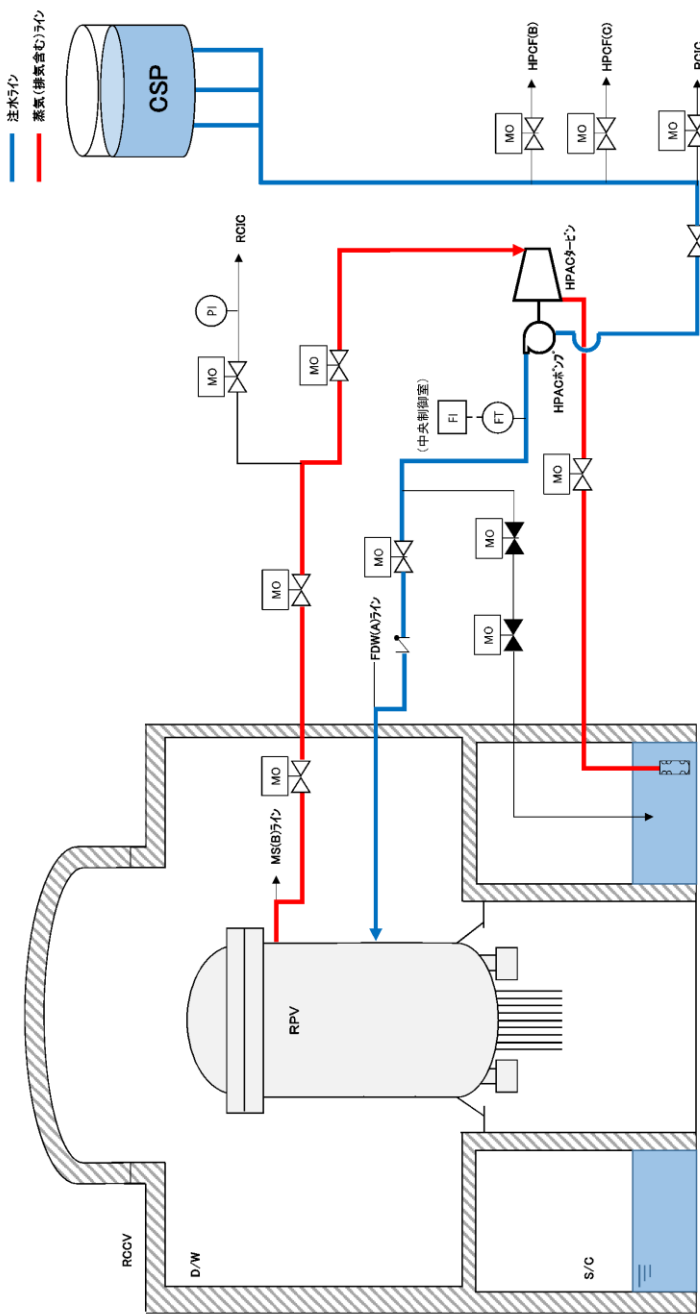 注水ライン
蒸気(排気含む)ライン
CSP
HPCF(B)
MO
HPCF(C)
MO
RCIC
MO
RCIC
PI
MO
MO
HPACタービン
HPACポンプ
(中央制御室)
FI
FT
MO
MO
MO
MO
MO
FDW(A)ライン
MO
MS(B)ライン
RPV
RCCV
D/W
S/C